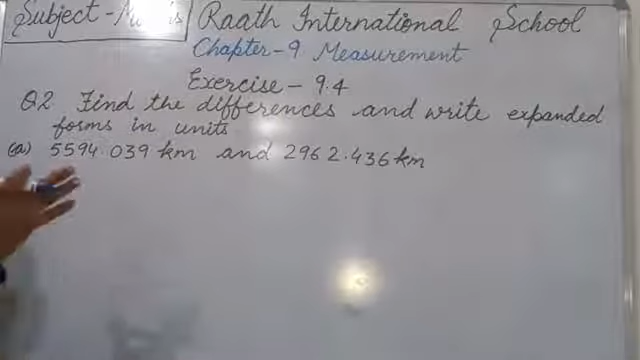 Subject - Maths
Raath International School
Chapter-9 Measurement
Exercise - 9.4
Q2 Find the differences and write expanded
forms in units
(a) 5594.039 km and 2962.436 km